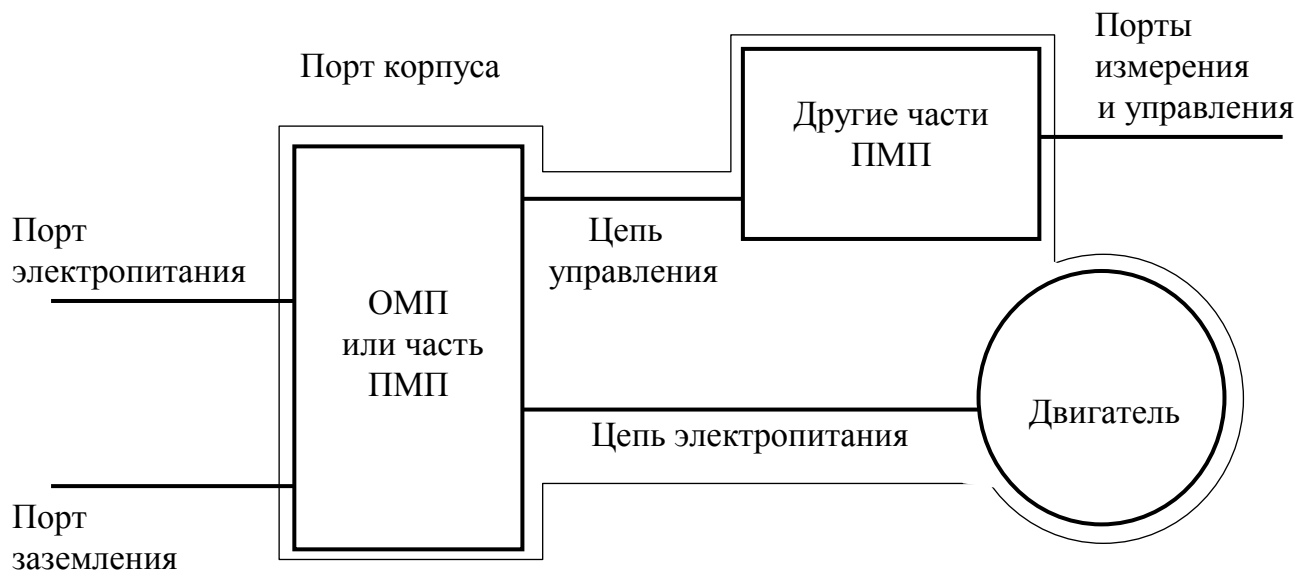 Порт корпуса
Порты
измерения
и управления
Другие части
ПМП
Порт
электропитания
Цепь
управления
ОМП
или часть
ПМП
Цепь электропитания
Двигатель
Порт
заземления